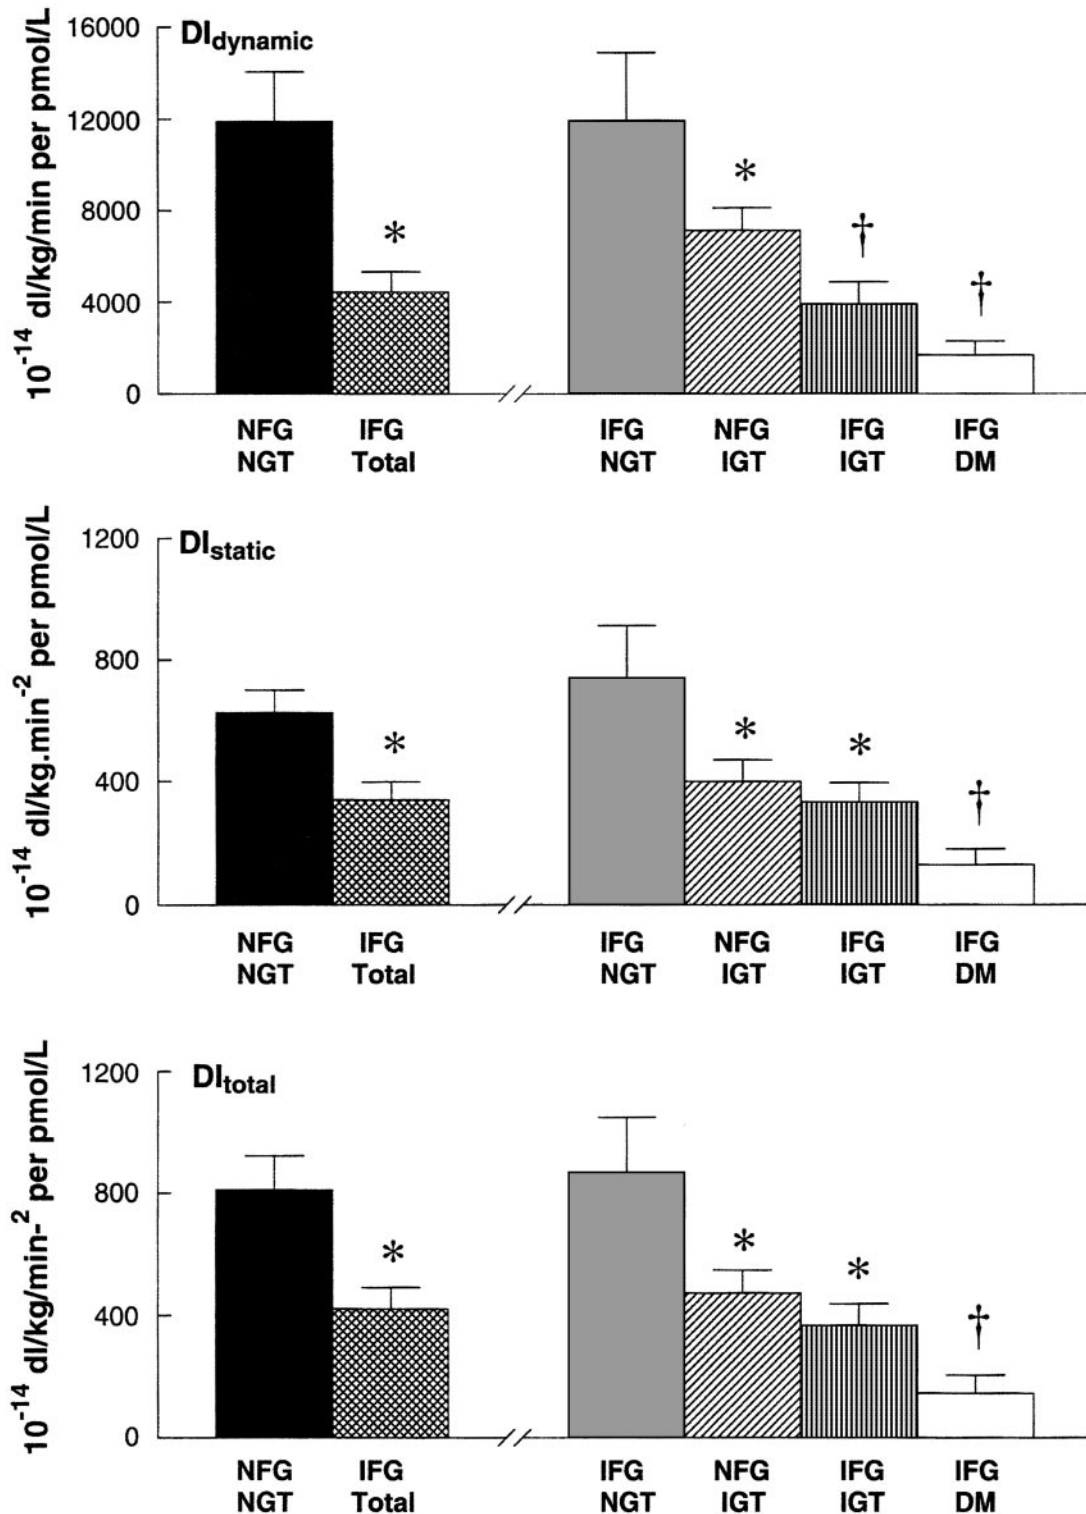 DIdynamic
10-14 dl/kg/min per pmol/L
16000
12000
8000
4000
0
*
*
†
†
NFG IFG IFG NFG IFG IFG
NGT Total NGT IGT IGT DM
DIstatic
10-14 dl/kg.min-2 per pmol/L
1200
800
400
0
*
*
*
†
NFG IFG IFG NFG IFG IFG
NGT Total NGT IGT IGT DM
DItotal
10-14 dl/kg/min-2 per pmol/L
1200
800
400
0
*
*
*
†
NFG IFG IFG NFG IFG IFG
NGT Total NGT IGT IGT DM